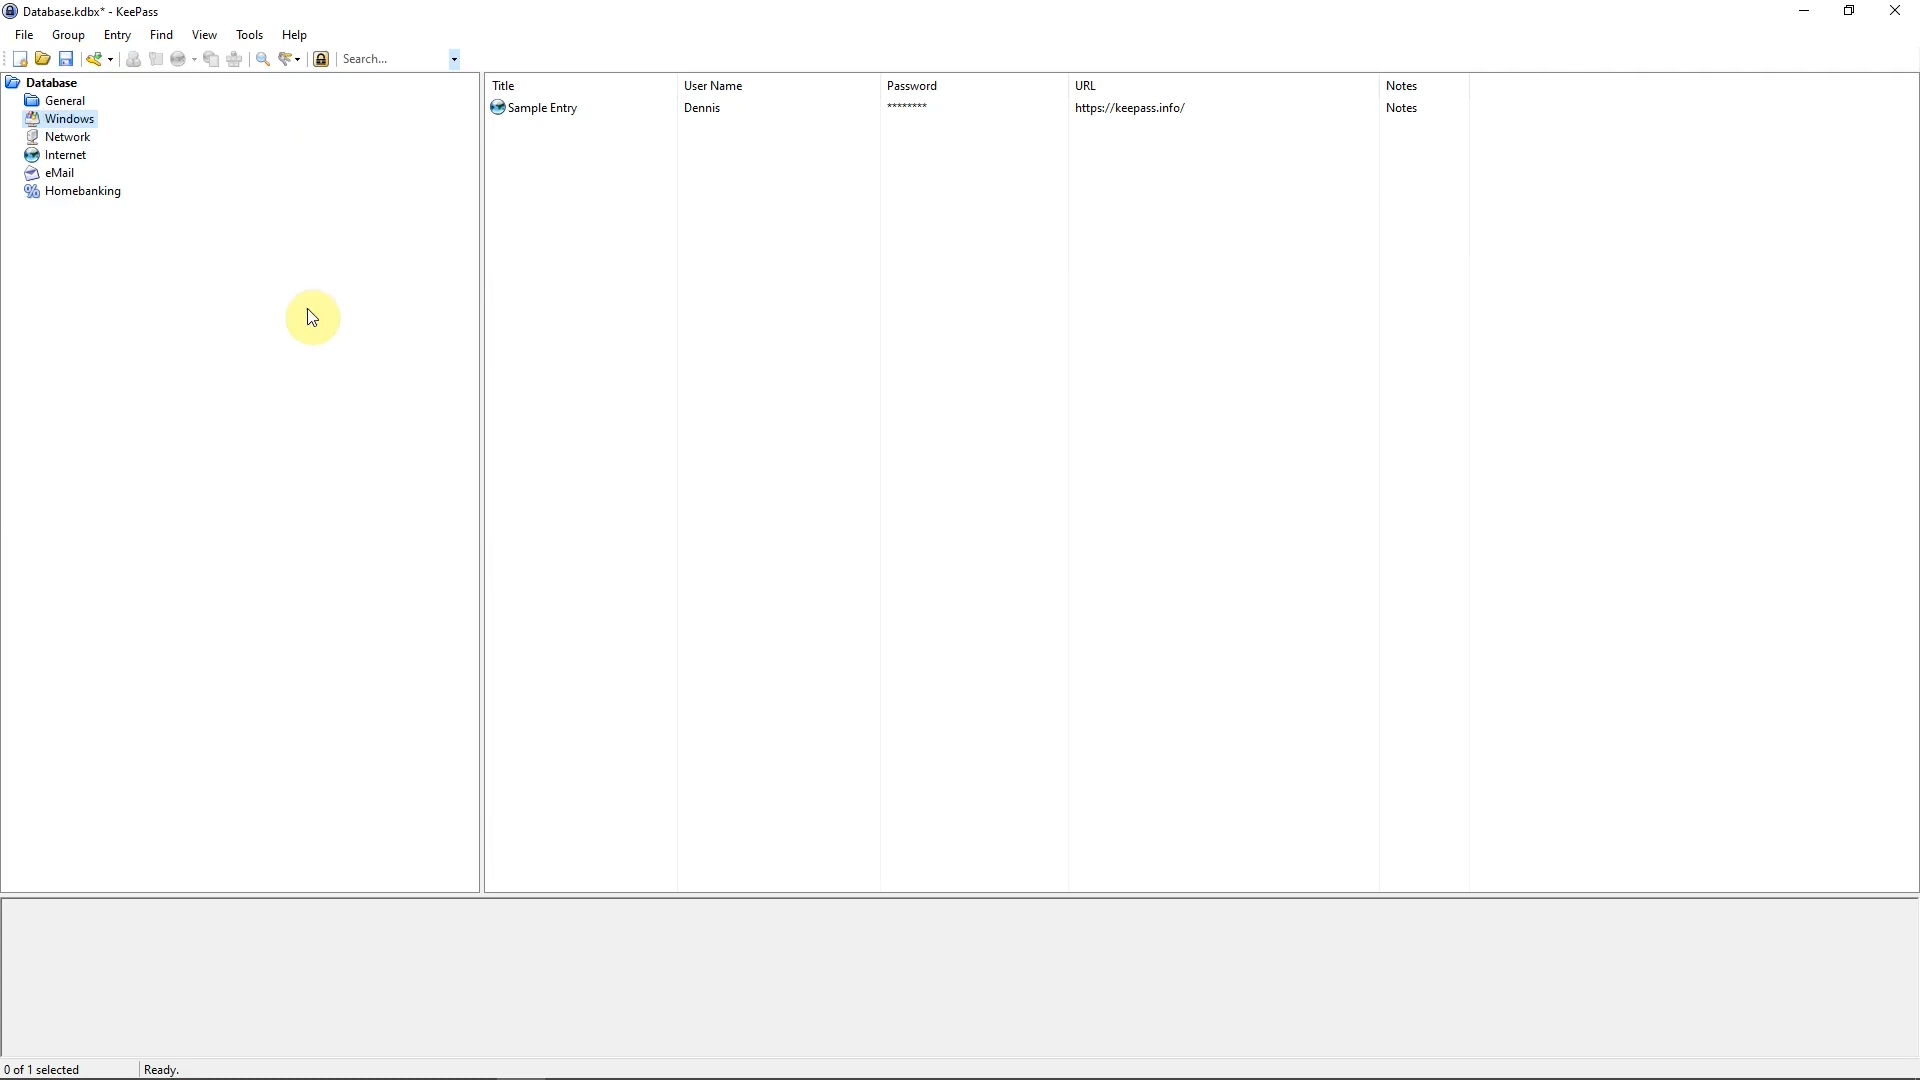 Database.kdbx* - KeePass
File Group Entry Find View Tools Help
Search...
Database
General
Windows
Network
Internet
eMail
Homebanking
Title User Name Password URL Notes
Sample Entry Dennis ******** https://keepass.info/ Notes
0 of 1 selected Ready.